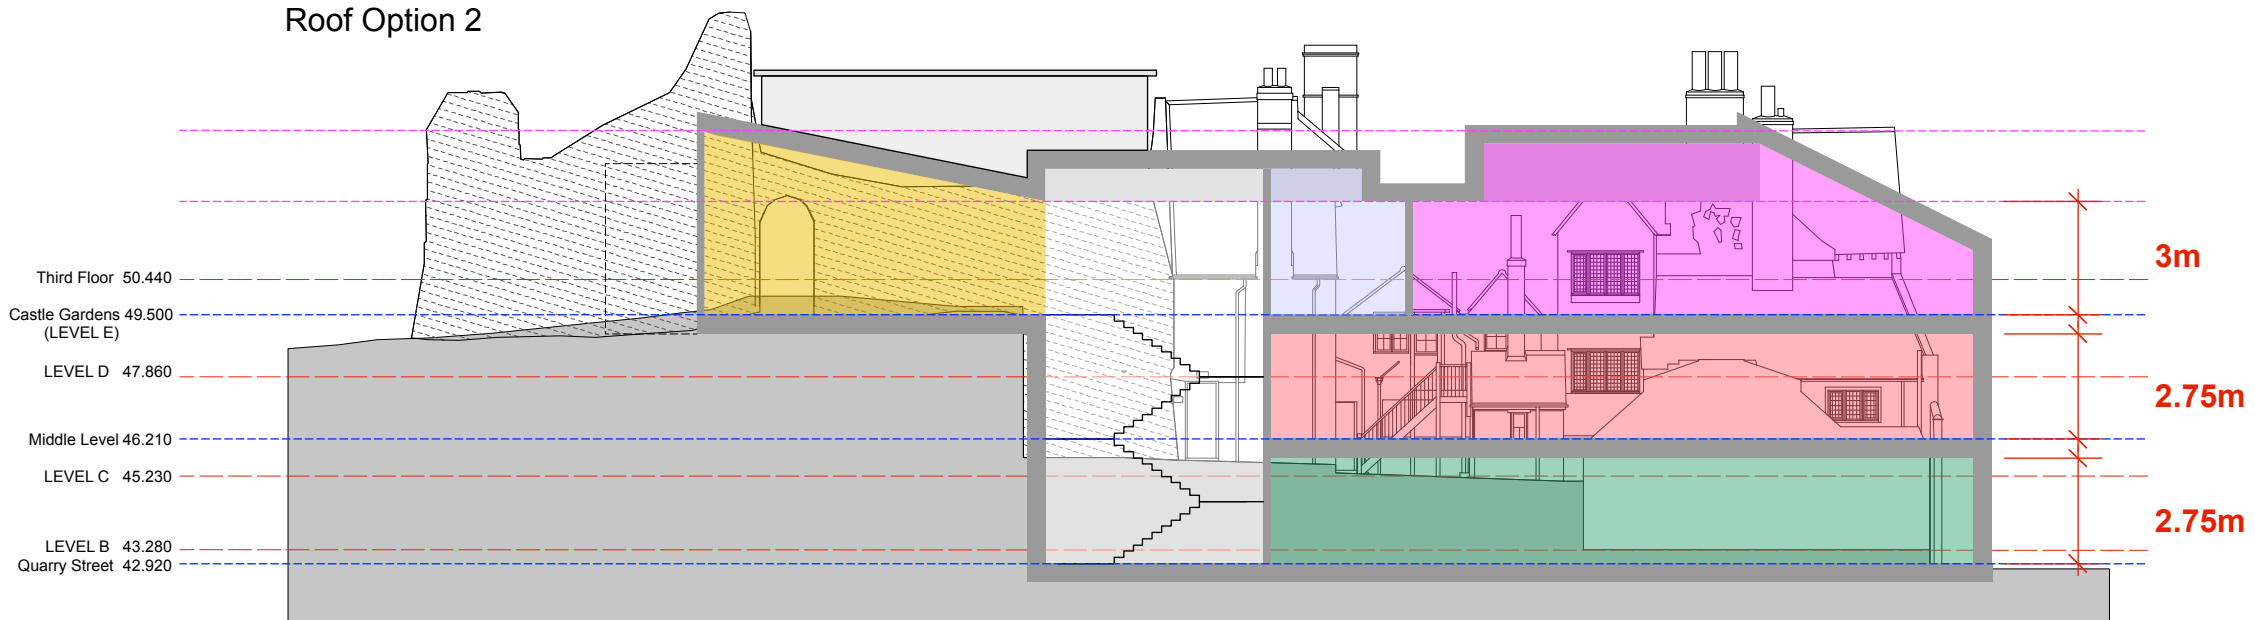 Roof Option 2
Third Floor 50.440
3m
Castle Gardens 49.500
(LEVEL E)
LEVEL D 47.860
2.75m
Middle Level 46.210
LEVEL C 45.230
2.75m
LEVEL B 43.280
Quarry Street 42.920